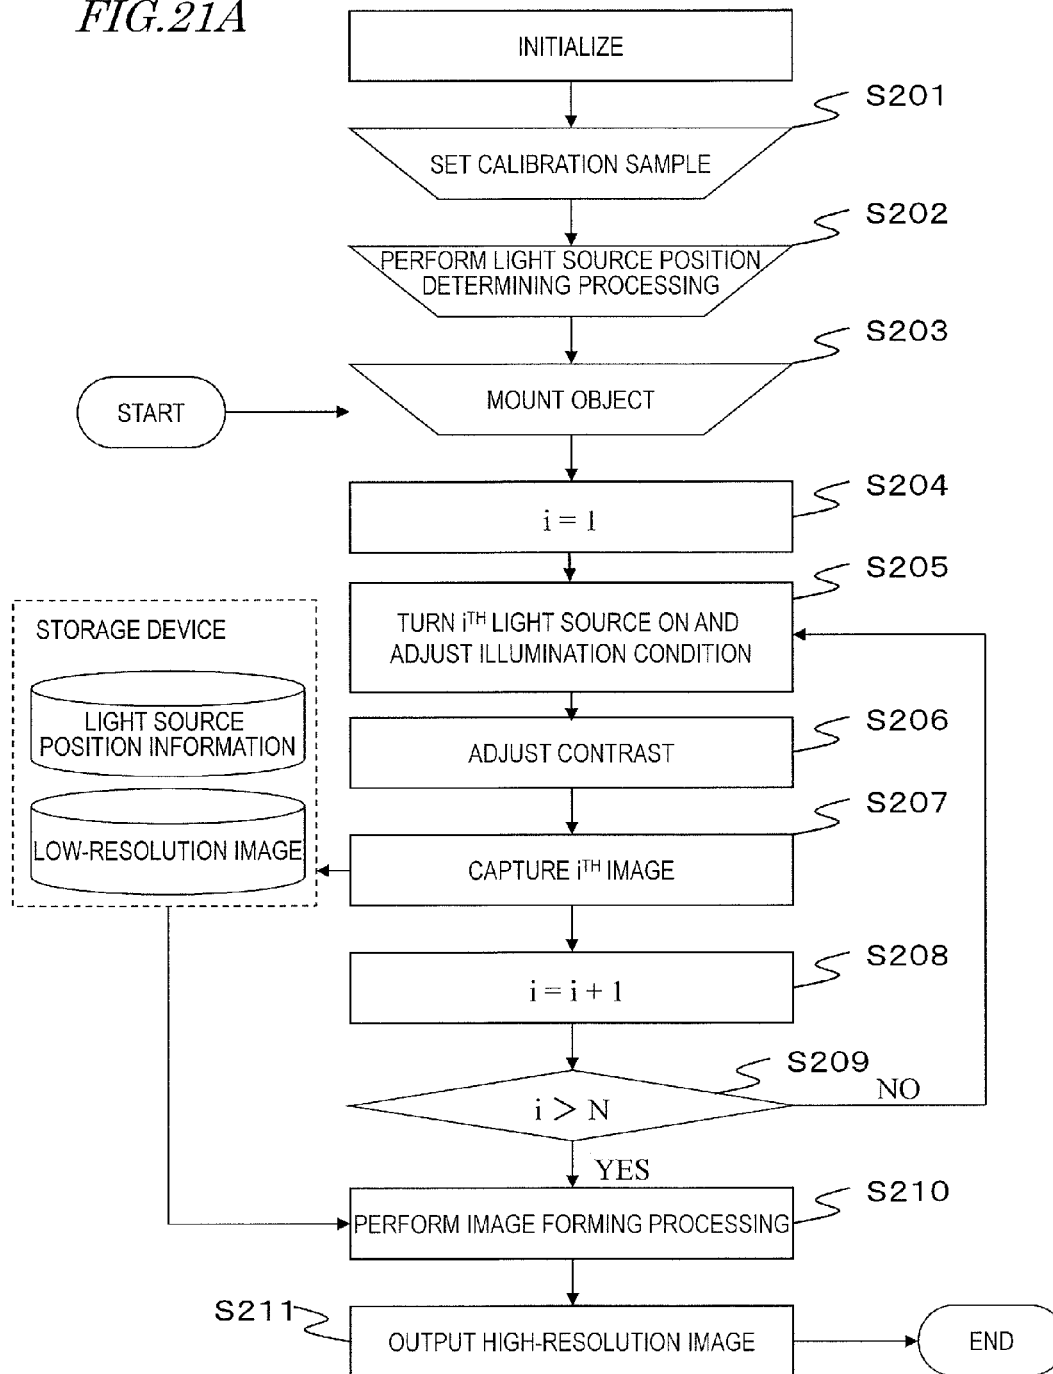 FIG.21A
INITIALIZE
S201
SET CALIBRATION SAMPLE
S202
PERFORM LIGHT SOURCE POSITION
DETERMINING PROCESSING
S203
MOUNT OBJECT
START
S204
i = 1
S205
TURN iTH LIGHT SOURCE ON AND
ADJUST ILLUMINATION CONDITION
STORAGE DEVICE
LIGHT SOURCE
POSITION INFORMATION
S206
ADJUST CONTRAST
S207
LOW-RESOLUTION IMAGE
CAPTURE iTH IMAGE
S208
i = i + 1
S209
i > N
NO
YES
S210
PERFORM IMAGE FORMING PROCESSING
S211
OUTPUT HIGH-RESOLUTION IMAGE
END